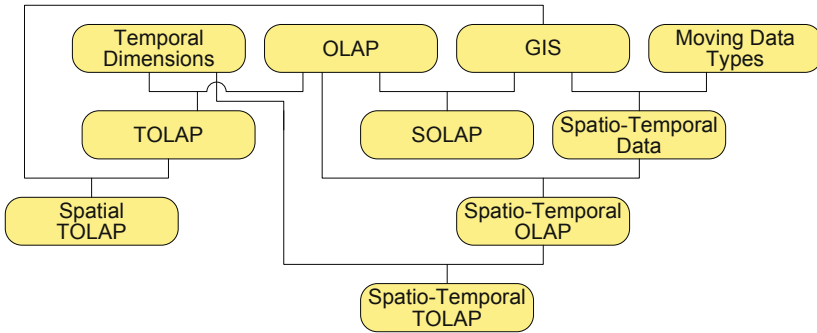 Temporal
Dimensions
OLAP
GIS
Moving Data
Types
TOLAP
SOLAP
Spatio-Temporal
Data
Spatial
TOLAP
Spatio-Temporal
OLAP
Spatio-Temporal
TOLAP